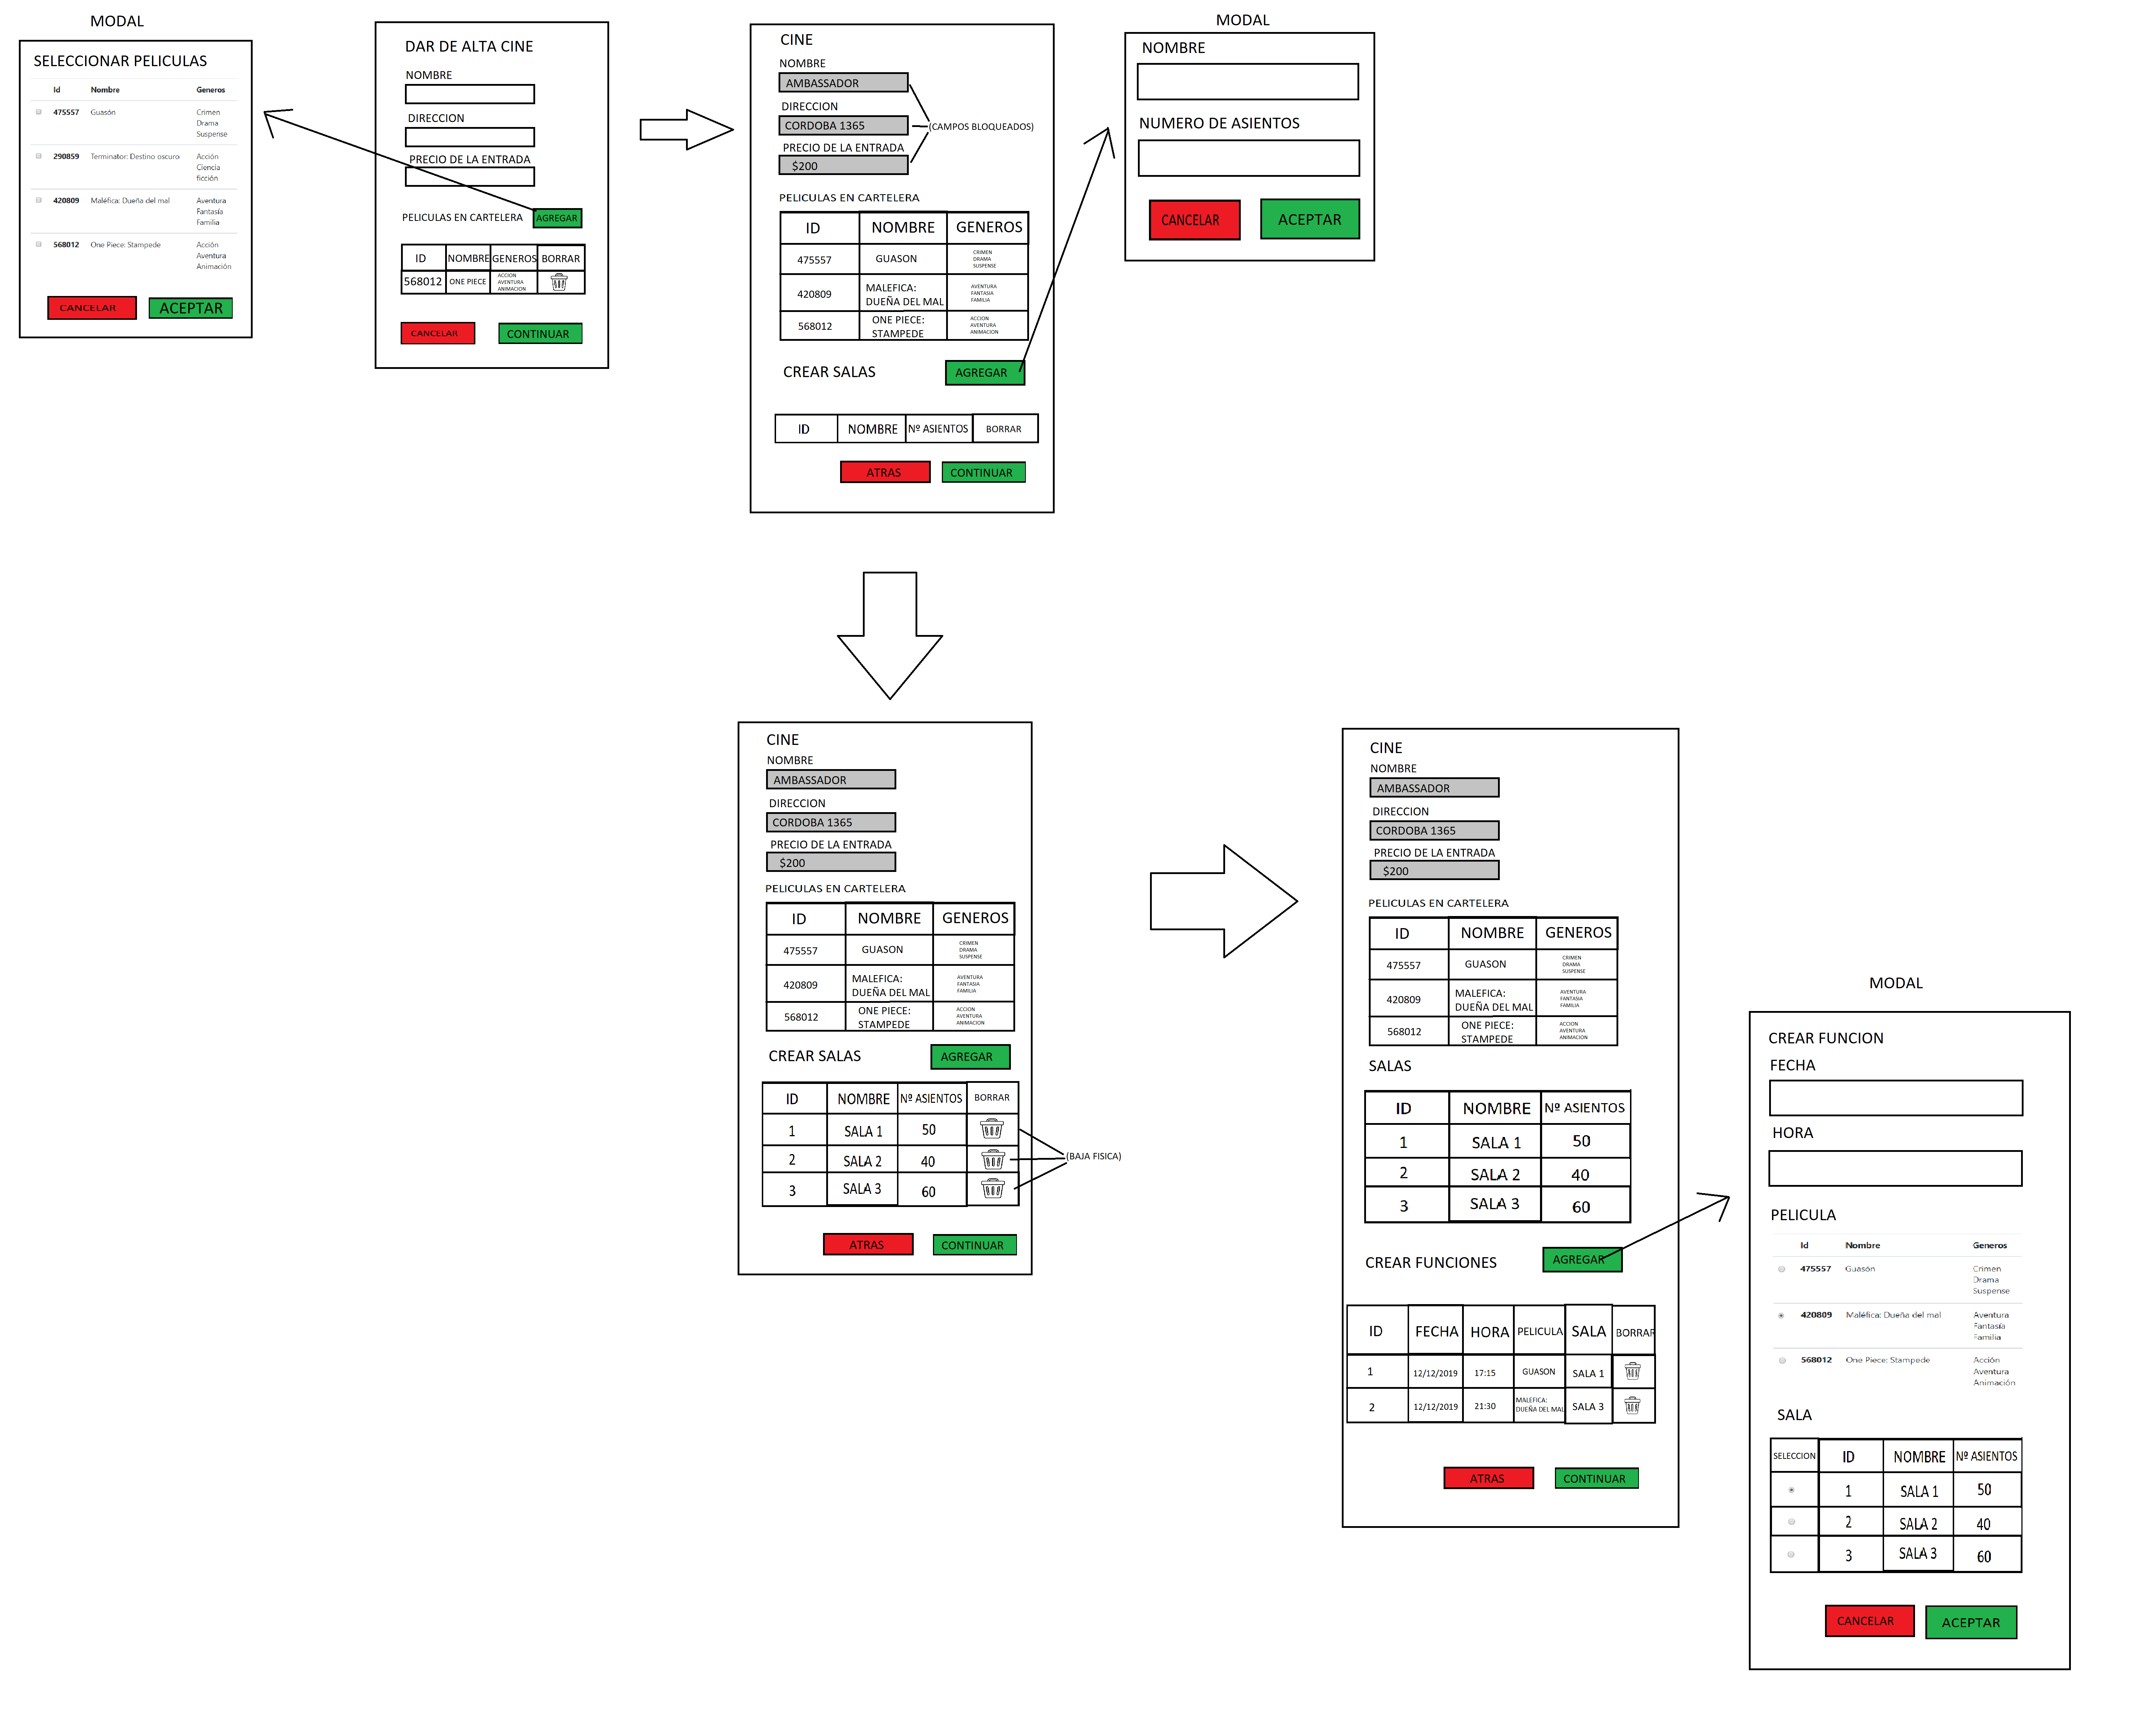 MODAL
SELECCIONAR PELICULAS
Id Nombre Generos
475557 Guasón Crimen
Drama
Suspense
290859 Terminator: Destino oscuro Acción
Ciencia
ficción
420809 Maléfica: Dueña del mal Aventura
Fantasía
Familia
568012 One Piece: Stampede Acción
Aventura
Animación
CANCELAR ACEPTAR
DAR DE ALTA CINE
NOMBRE
DIRECCION
PRECIO DE LA ENTRADA
PELICULAS EN CARTELERA AGREGAR
ID NOMBRE GENEROS BORRAR
568012 ONE PIECE ACCION
AVENTURA
ANIMACION
CANCELAR CONTINUAR
CINE
NOMBRE
AMBASSADOR
DIRECCION
CORDOBA 1365
(CAMPOS BLOQUEADOS)
PRECIO DE LA ENTRADA
$200
PELICULAS EN CARTELERA
ID NOMBRE GENEROS
475557 GUASON CRIMEN
DRAMA
SUSPENSE
420809 MALEFICA:
DUEÑA DEL MAL AVENTURA
FANTASIA
FAMILIA
568012 ONE PIECE:
STAMPEDE ACCION
AVENTURA
ANIMACION
CREAR SALAS AGREGAR
ID NOMBRE Nº ASIENTOS BORRAR
ATRAS CONTINUAR
MODAL
NOMBRE
NUMERO DE ASIENTOS
CANCELAR ACEPTAR
CINE
NOMBRE
AMBASSADOR
DIRECCION
CORDOBA 1365
PRECIO DE LA ENTRADA
$200
PELICULAS EN CARTELERA
ID NOMBRE GENEROS
475557 GUASON CRIMEN
DRAMA
SUSPENSE
420809 MALEFICA:
DUEÑA DEL MAL AVENTURA
FANTASIA
FAMILIA
568012 ONE PIECE:
STAMPEDE ACCION
AVENTURA
ANIMACION
CREAR SALAS AGREGAR
ID NOMBRE Nº ASIENTOS BORRAR
1 SALA 1 50
2 SALA 2 40
3 SALA 3 60
(BAJA FISICA)
ATRAS CONTINUAR
CINE
NOMBRE
AMBASSADOR
DIRECCION
CORDOBA 1365
PRECIO DE LA ENTRADA
$200
PELICULAS EN CARTELERA
ID NOMBRE GENEROS
475557 GUASON CRIMEN
DRAMA
SUSPENSE
420809 MALEFICA:
DUEÑA DEL MAL AVENTURA
FANTASIA
FAMILIA
568012 ONE PIECE:
STAMPEDE ACCION
AVENTURA
ANIMACION
SALAS
ID NOMBRE Nº ASIENTOS
1 SALA 1 50
2 SALA 2 40
3 SALA 3 60
CREAR FUNCIONES AGREGAR
ID FECHA HORA PELICULA SALA BORRAR
1 12/12/2019 17:15 GUASON SALA 1
2 12/12/2019 21:30 MALEFICA:
DUEÑA DEL MAL SALA 3
ATRAS CONTINUAR
MODAL
CREAR FUNCION
FECHA
HORA
PELICULA
Id Nombre Generos
475557 Guasón Crimen
Drama
Suspense
420809 Maléfica: Dueña del mal Aventura
Fantasía
Familia
568012 One Piece: Stampede Acción
Aventura
Animación
SALA
SELECCION ID NOMBRE Nº ASIENTOS
1 SALA 1 50
2 SALA 2 40
3 SALA 3 60
CANCELAR ACEPTAR